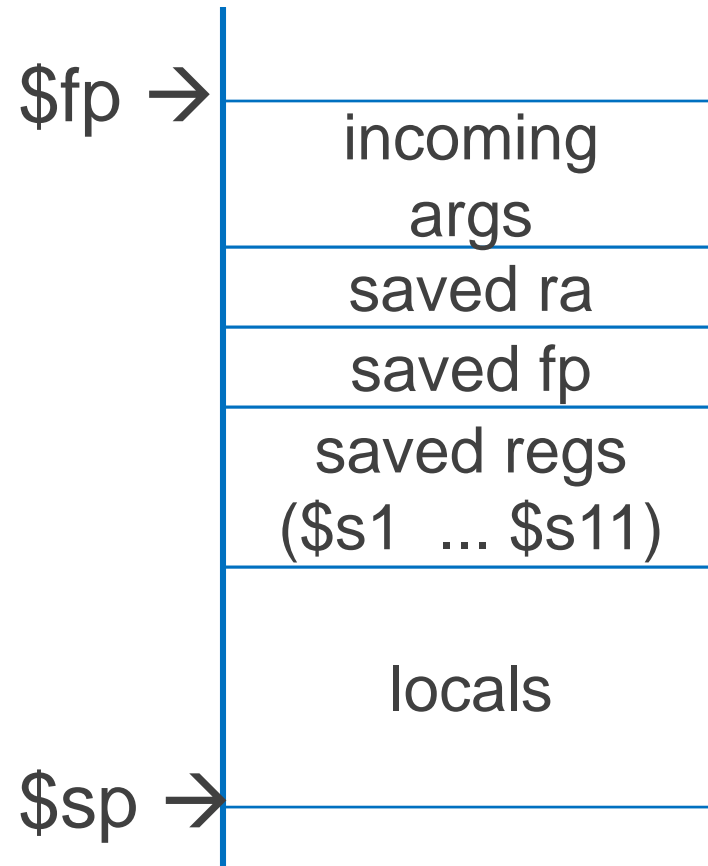 $fp →
incoming
args
saved ra
saved fp
saved regs
($s1 ... $s11)
locals
$sp →